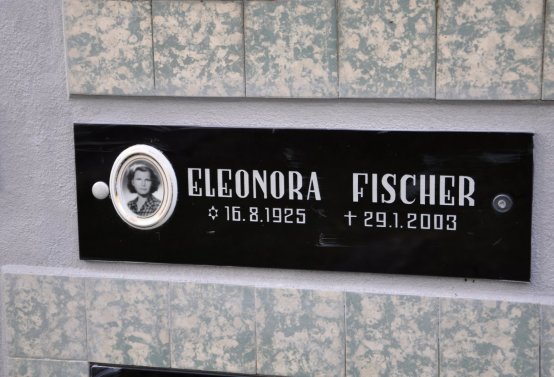 ELEONORA FISCHER
✡ 16.8.1925 † 29.1.2003